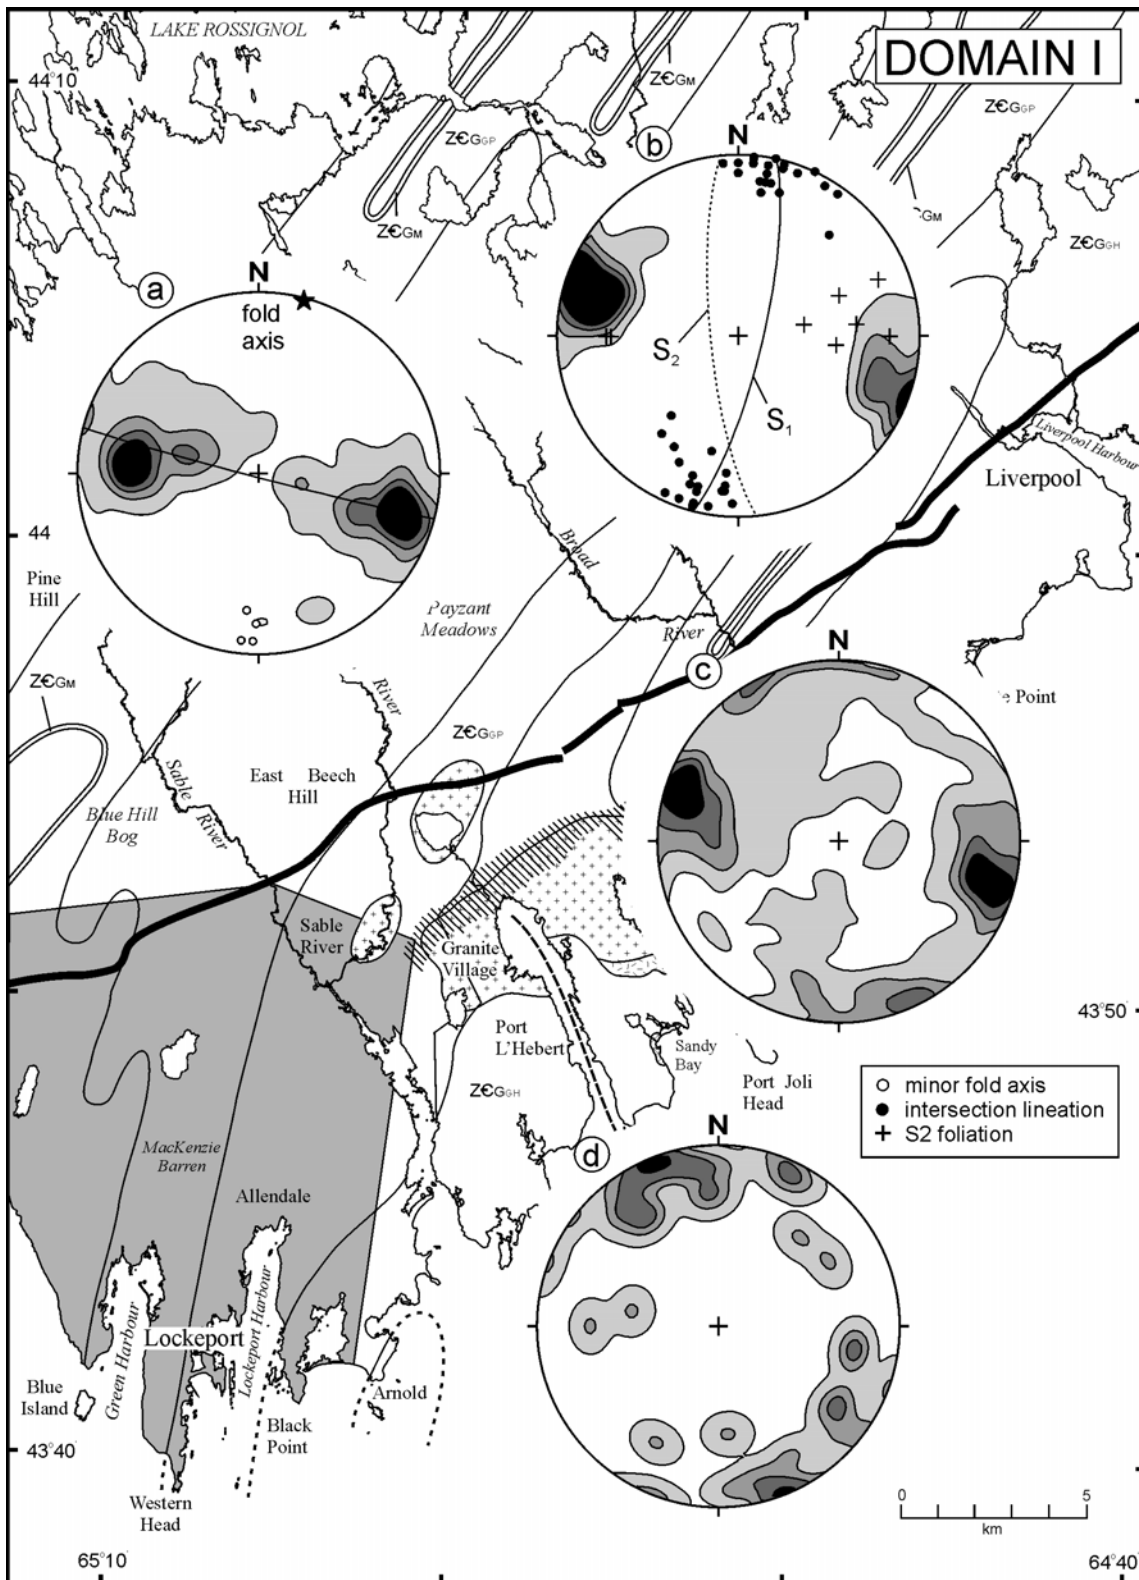 LAKE ROSSIGNOL
DOMAIN I
44°10'
ZЄGM
ZЄGM
ZЄGGP
ZЄGGP
GM
ZЄGM
ZЄGGH
a
b
N
N
fold
axis
S2
S1
Liverpool Harbour
Liverpool
44
Pine
Hill
Broad
River
Payzant
Meadows
ZЄGM
River
c
N
e Point
ZЄGGP
Sable
River
East Beech
Hill
Blue Hill
Bog
Sable
River
Granite
Village
43°50'
Port
L'Hebert
Sandy
Bay
Port Joli
Head
ZЄGGH
minor fold axis
intersection lineation
S2 foliation
d
N
MacKenzie
Barren
Allendale
Green Harbour
Lockeport
Lockeport Harbour
Blue
Island
Arnold
Black
Point
43°40'
Western
Head
0 5
km
65°10'
64°40'